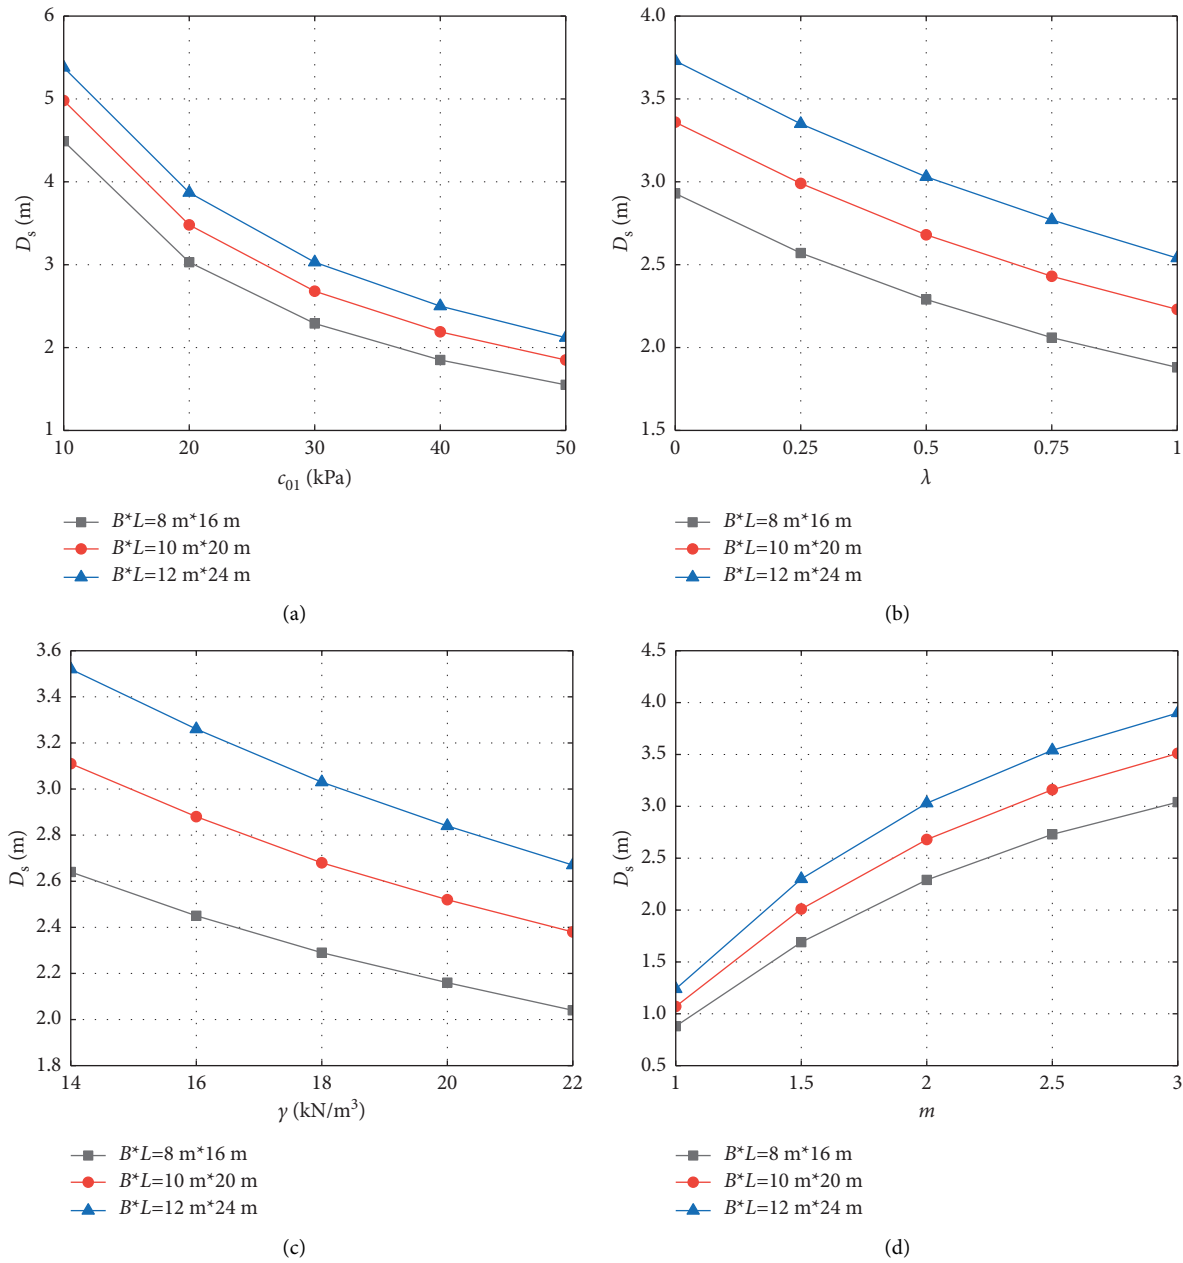 6
5
4
3
2
1
D_s (m)
10 20 30 40 50
c_01 (kPa)
B*L=8 m*16 m
B*L=10 m*20 m
B*L=12 m*24 m
(a)
4.0
3.5
3.0
2.5
2.0
1.5
D_s (m)
0 0.25 0.5 0.75 1
λ
B*L=8 m*16 m
B*L=10 m*20 m
B*L=12 m*24 m
(b)
3.6
3.4
3.2
3.0
2.8
2.6
2.4
2.2
2.0
1.8
D_s (m)
14 16 18 20 22
γ (kN/m³)
B*L=8 m*16 m
B*L=10 m*20 m
B*L=12 m*24 m
(c)
4.5
4.0
3.5
3.0
2.5
2.0
1.5
1.0
0.5
D_s (m)
1 1.5 2 2.5 3
m
B*L=8 m*16 m
B*L=10 m*20 m
B*L=12 m*24 m
(d)